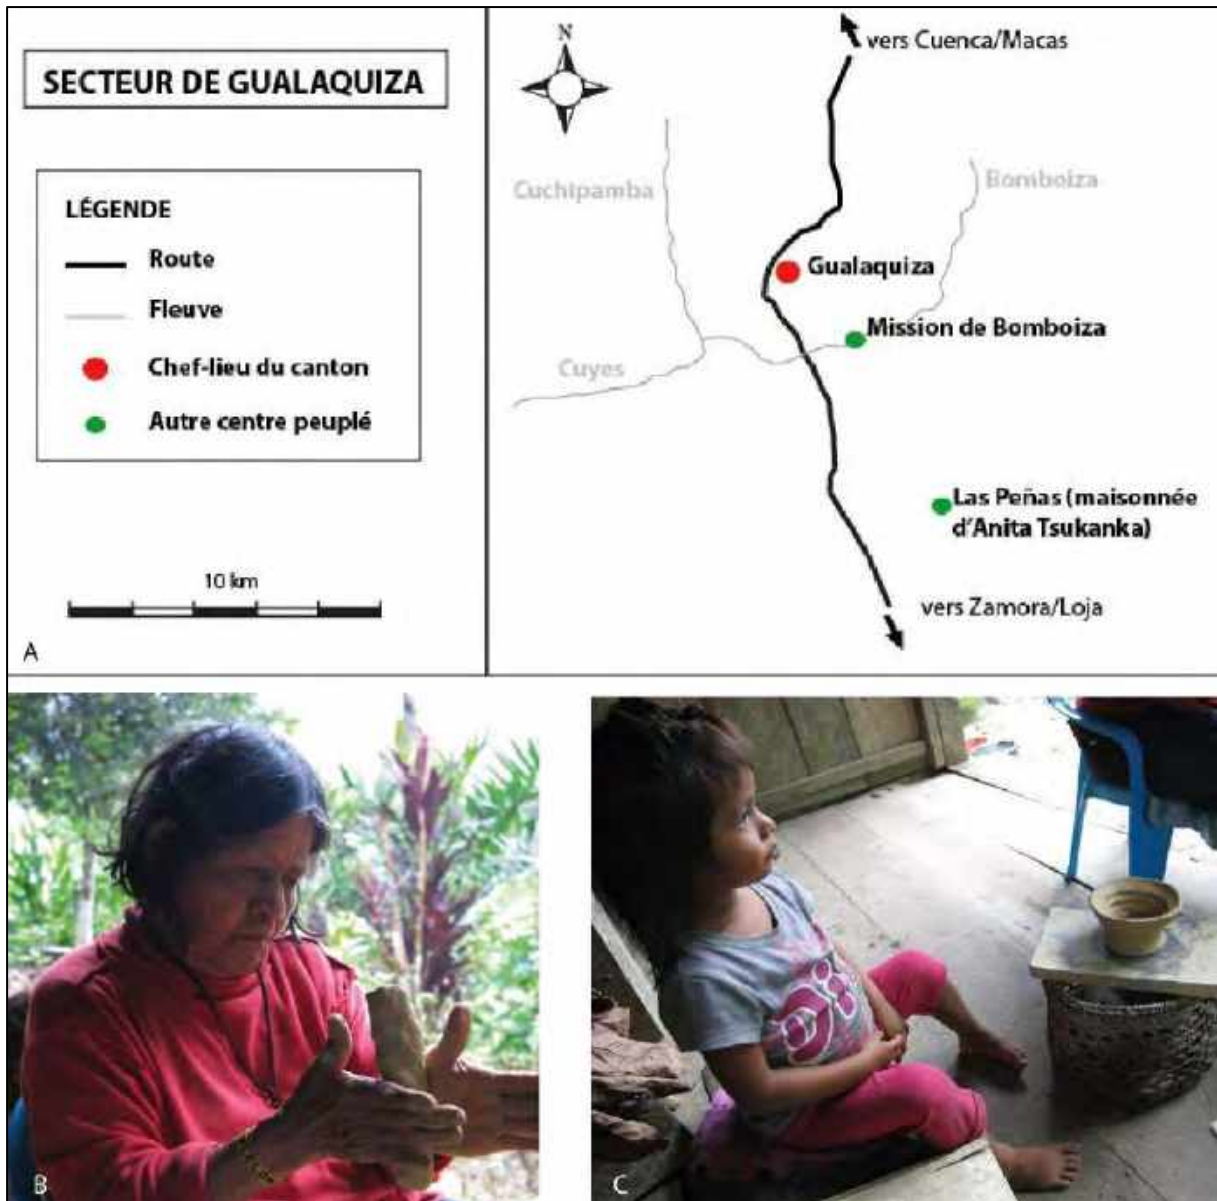 SECTEUR DE GUALAQUIZA
LÉGENDE
Route
Fleuve
Chef-lieu du canton
Autre centre peuplé
10 km
A
N
vers Cuenca/Macas
Cuchipamba
Bomboiza
Gualaquiza
Mission de Bomboiza
Cuyes
Las Peñas (maisonnée
d'Anita Tsukanka)
vers Zamora/Loja
B
C